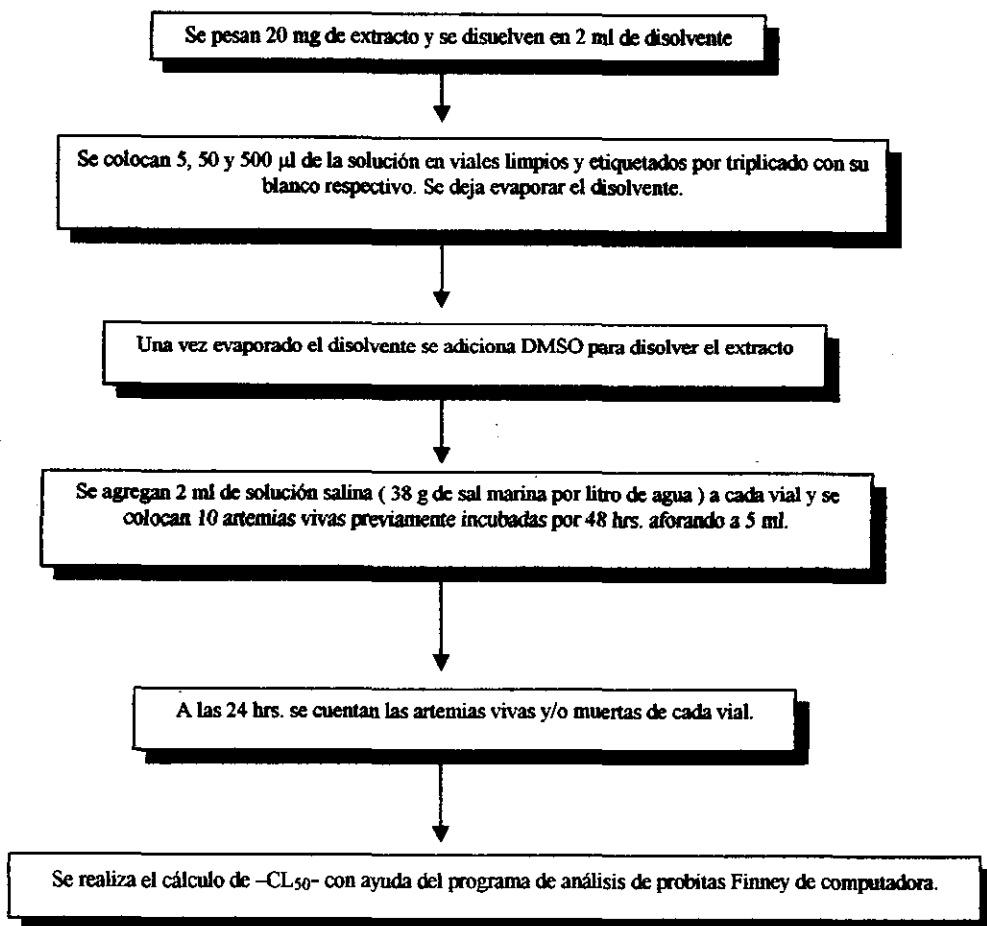 Se pesan 20 mg de extracto y se disuelven en 2 ml de disolvente
Se colocan 5, 50 y 500 µl de la solución en viales limpios y etiquetados por triplicado con su
blanco respectivo. Se deja evaporar el disolvente.
Una vez evaporado el disolvente se adiciona DMSO para disolver el extracto
Se agregan 2 ml de solución salina ( 38 g de sal marina por litro de agua ) a cada vial y se
colocan 10 artemias vivas previamente incubadas por 48 hrs. aforando a 5 ml.
A las 24 hrs. se cuentan las artemias vivas y/o muertas de cada vial.
Se realiza el cálculo de –CL50- con ayuda del programa de análisis de probitas Finney de computadora.